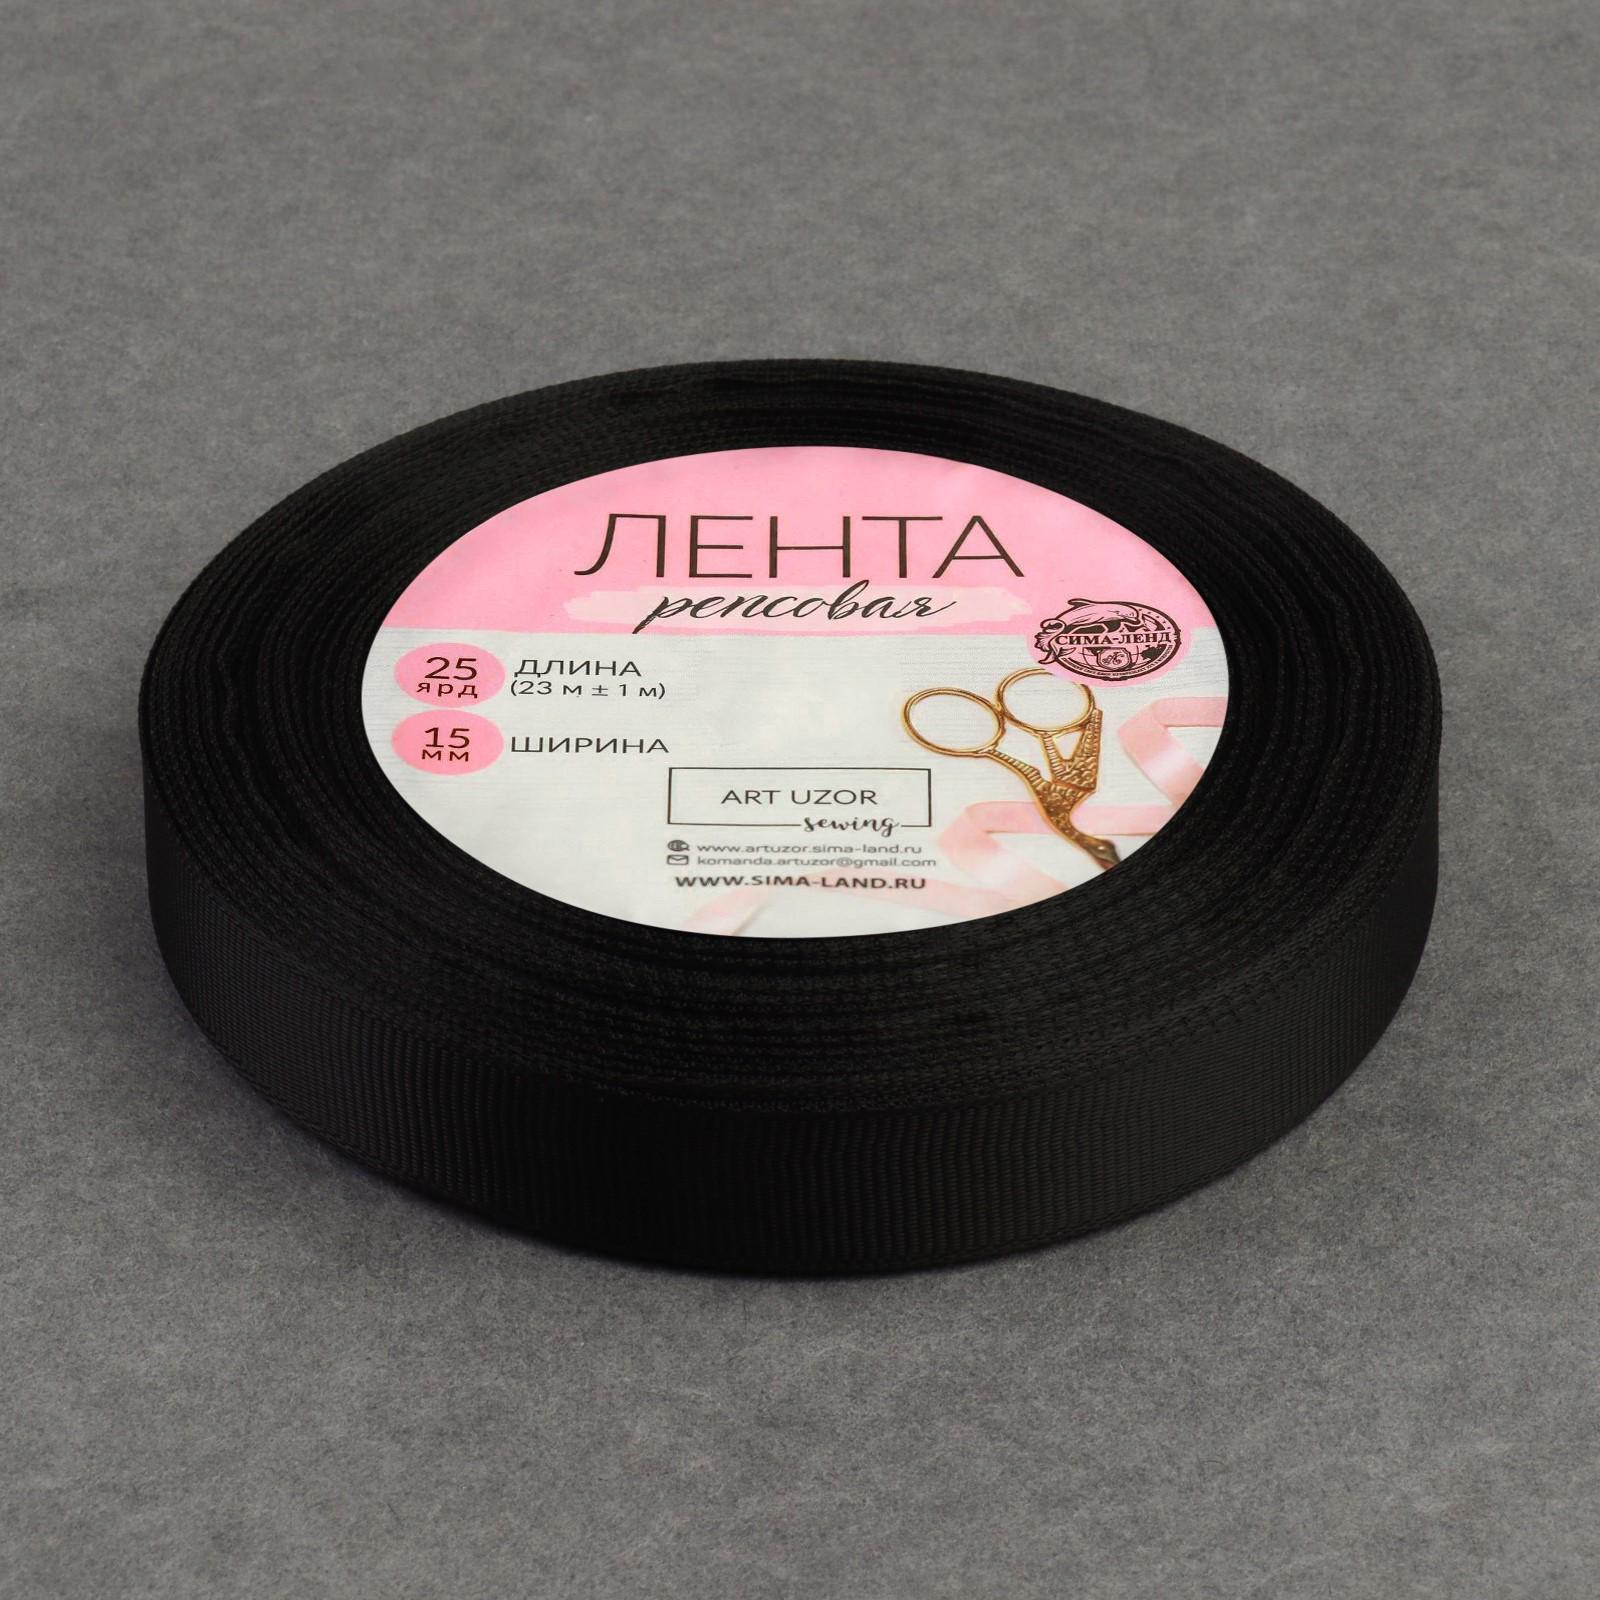 ЛЕНТА
репсовая
СИМА-ЛЕНД
25 ярд
ДЛИНА
(23 м ± 1 м)
15 мм
ШИРИНА
ART UZOR
sewing
www.artuzor.sima-land.ru
komanda.artuzor@gmail.com
WWW.SIMA-LAND.RU